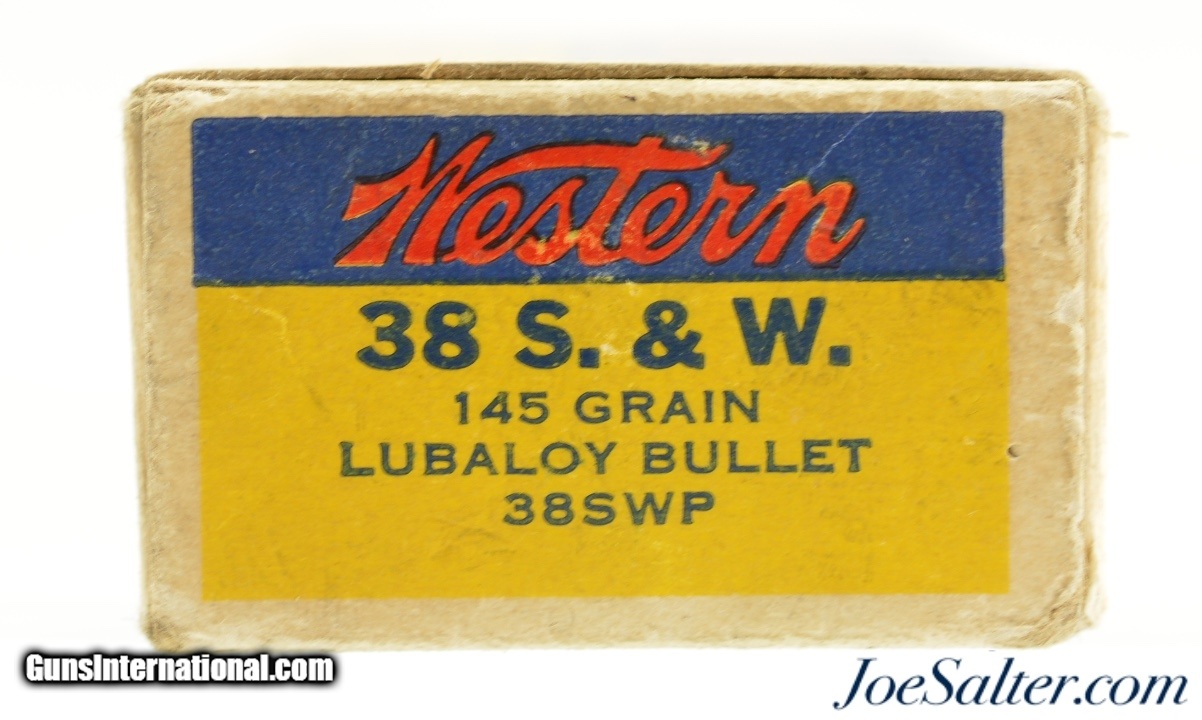 Western
38 S. & W.
145 GRAIN
LUBALOY BULLET
38SWP
GunsInternational.com
JoeSalter.com